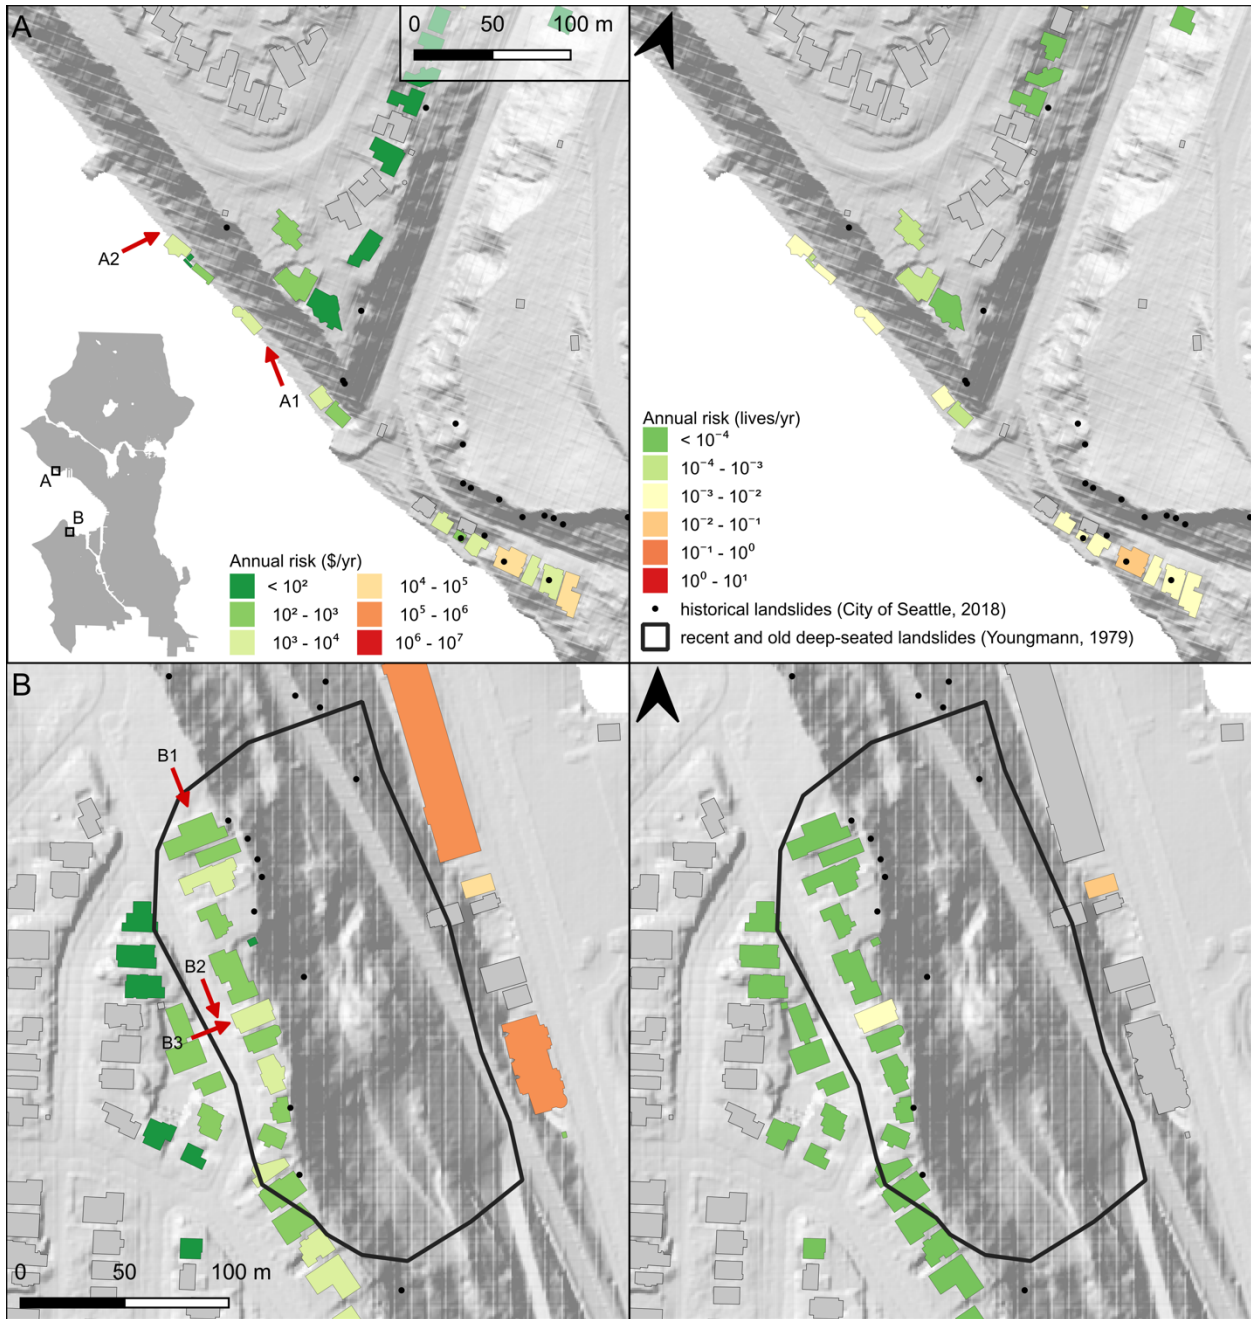 A
0 50 100 m
A2
A1
A
B
Annual risk ($/yr)
< 10²
10² - 10³
10³ - 10⁴
10⁴ - 10⁵
10⁵ - 10⁶
10⁶ - 10⁷
Annual risk (lives/yr)
< 10⁻⁴
10⁻⁴ - 10⁻³
10⁻³ - 10⁻²
10⁻² - 10⁻¹
10⁻¹ - 10⁰
10⁰ - 10¹
historical landslides (City of Seattle, 2018)
recent and old deep-seated landslides (Youngmann, 1979)
B
B1
B2
B3
0 50 100 m